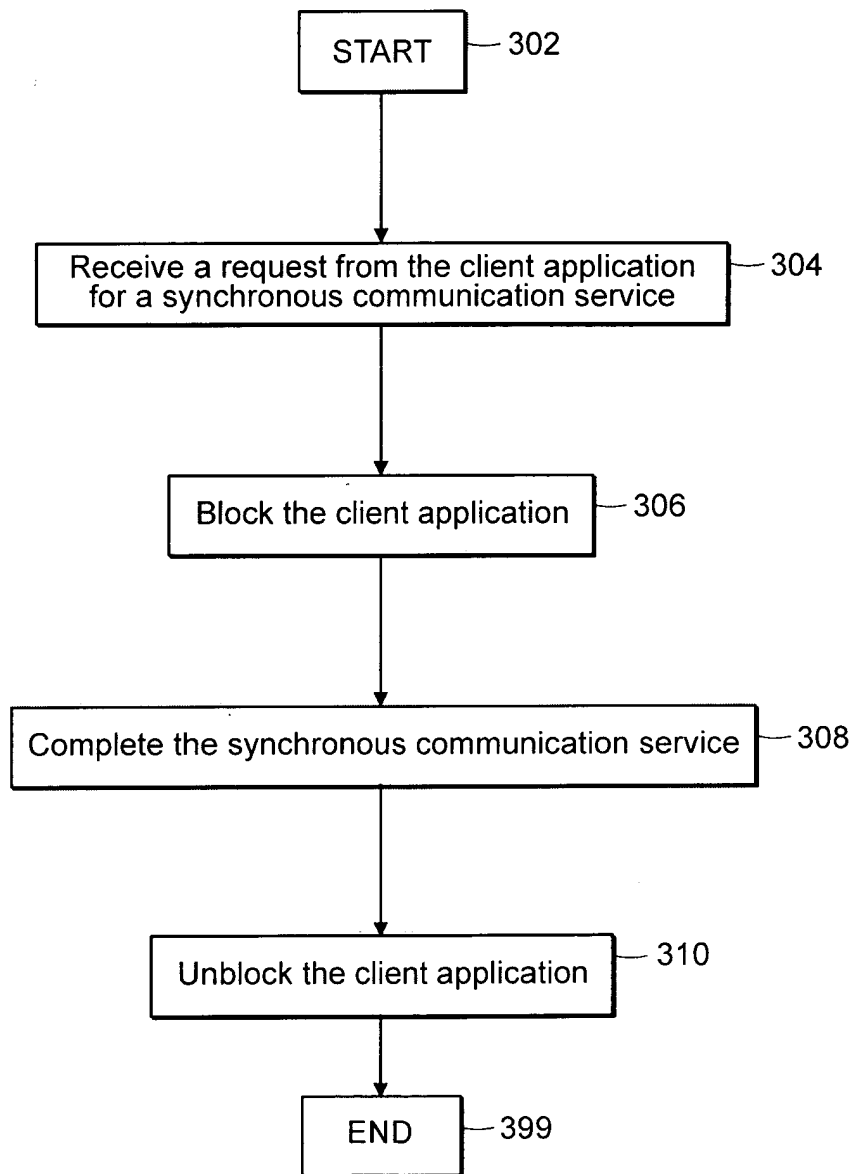 START
302
Receive a request from the client application
for a synchronous communication service
304
Block the client application
306
Complete the synchronous communication service
308
Unblock the client application
310
END
399